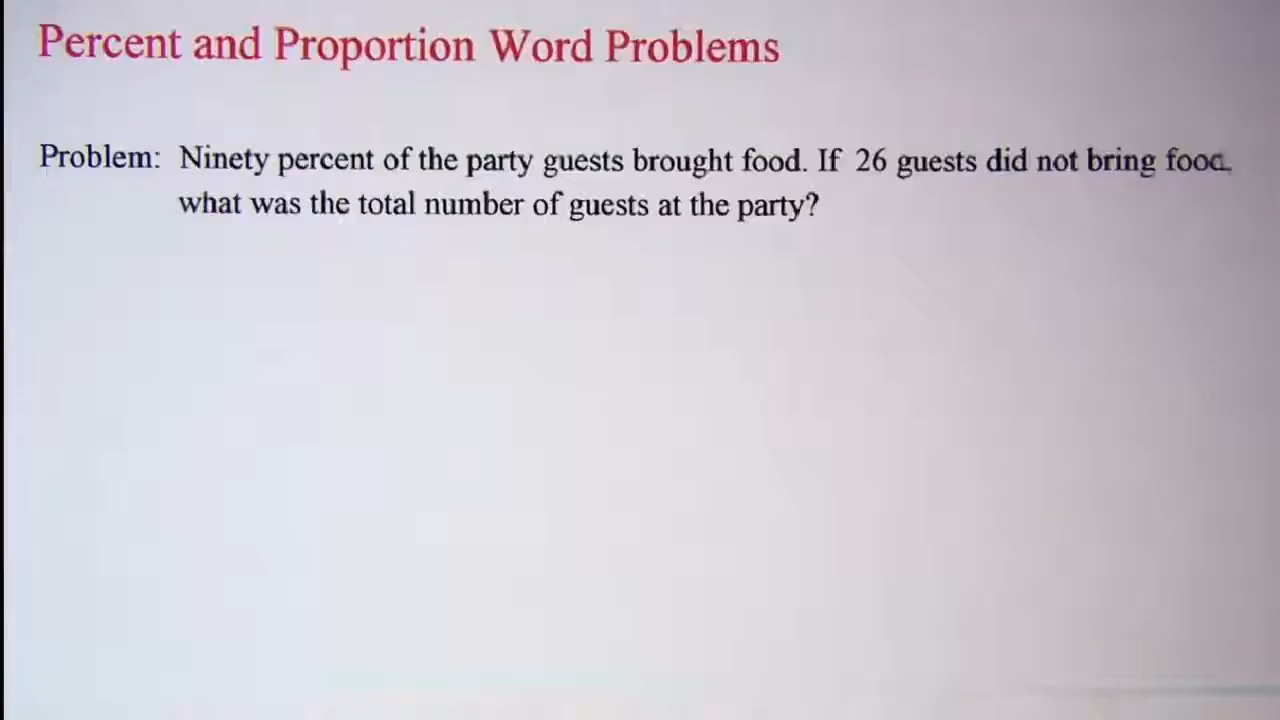 Percent and Proportion Word Problems
Problem: Ninety percent of the party guests brought food. If 26 guests did not bring food
what was the total number of guests at the party?